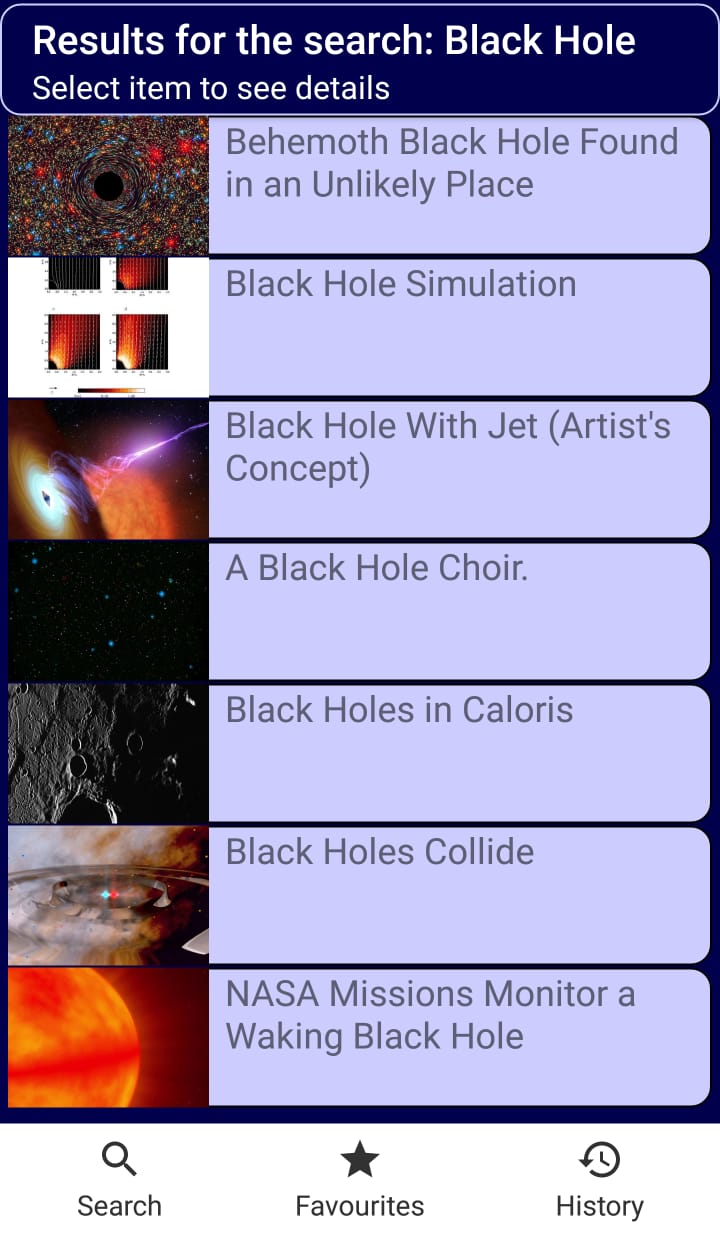 Results for the search: Black Hole
Select item to see details
Behemoth Black Hole Found
in an Unlikely Place
Black Hole Simulation
Black Hole With Jet (Artist's
Concept)
A Black Hole Choir.
Black Holes in Caloris
Black Holes Collide
NASA Missions Monitor a
Waking Black Hole
Search
Favourites
History